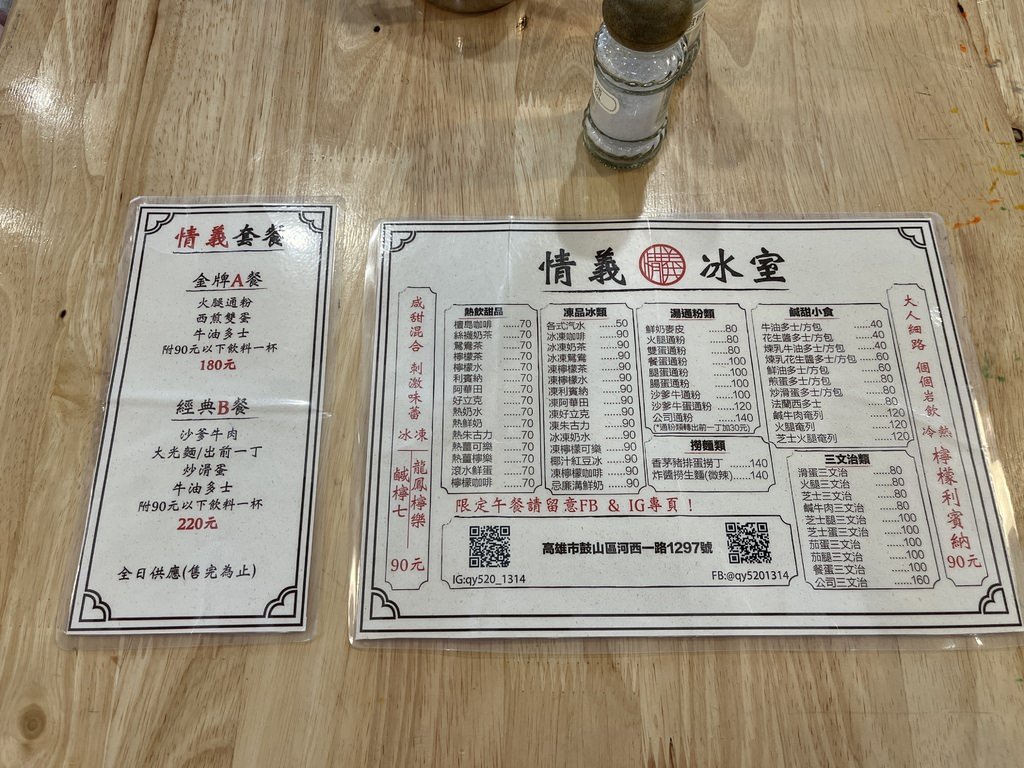 情義套餐
金牌A餐
火腿通粉
西煎雙蛋
牛油多士
附90元以下飲料一杯
180元
經典B餐
沙爹牛肉
大光麵/出前一丁
炒滑蛋
牛油多士
附90元以下飲料一杯
220元
全日供應(售完為止)
情義 情義 冰室
咸甜混合 刺激味蕾
冰凍
鹹檸七
龍鳳檸樂
90元
熱飲甜品
檀島咖啡......70
絲襪奶茶......70
鴛鴦茶......70
檸檬茶......70
檸檬水......70
利賓納......70
阿華田......70
好立克......70
熱奶水......70
熱鮮奶......70
熱朱古力......70
熱薑可樂......70
熱薑檸樂......70
滾水鮮蛋......70
檸檬咖啡......70
凍品冰類
各式汽水......50
冰凍咖啡......90
冰凍奶茶......90
冰凍鴛鴦......90
凍檸檬茶......90
凍檸檬水......90
凍利賓納......90
凍阿華田......90
凍好立克......90
凍朱古力......90
冰凍奶水......90
凍檸檬可樂......90
椰汁紅豆冰......90
凍檸檬咖啡......90
忌廉溝鮮奶......90
湯通粉類
鮮奶麥皮......80
火腿通粉......80
雙蛋通粉......80
餐蛋通粉......100
腿蛋通粉......100
腸蛋通粉......100
沙爹牛通粉......100
沙爹牛蛋通粉......120
公司通粉......140
(*通粉類轉出前一丁加30元)
撈麵類
香茅豬排蛋撈丁......140
炸醬撈生麵(微辣)......140
鹹甜小食
牛油多士/方包......40
花生醬多士/方包......40
煉乳牛油多士/方包......40
煉乳花生醬多士/方包......60
鮮油多士/方包......60
煎蛋多士/方包......80
炒滑蛋多士/方包......80
法蘭西多士......80
鹹牛肉奄列......120
火腿奄列......120
芝士火腿奄列......120
三文治類
滑蛋三文治......80
火腿三文治......80
芝士三文治......80
鹹牛肉三文治......80
芝士腿三文治......100
芝士蛋三文治......100
茄蛋三文治......100
茄腿三文治......100
餐蛋三文治......100
公司三文治......160
大人細路 個個岩飲
冷熱 檸檬利賓納
90元
限定午餐請留意FB & IG專頁！
高雄市鼓山區河西一路1297號
IG:qy520_1314
FB:@qy5201314